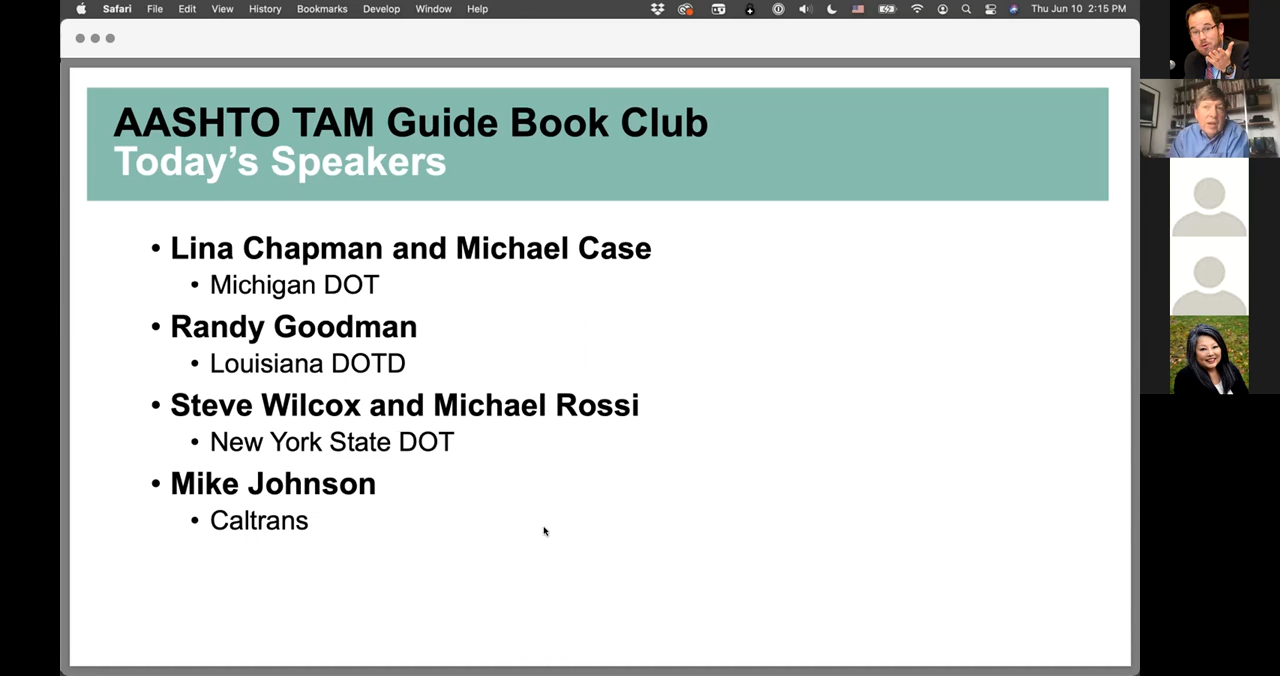 Safari File Edit View History Bookmarks Develop Window Help Thu Jun 10 2:15 PM
AASHTO TAM Guide Book Club
Today's Speakers
• Lina Chapman and Michael Case
• Michigan DOT
• Randy Goodman
• Louisiana DOTD
• Steve Wilcox and Michael Rossi
• New York State DOT
• Mike Johnson
• Caltrans